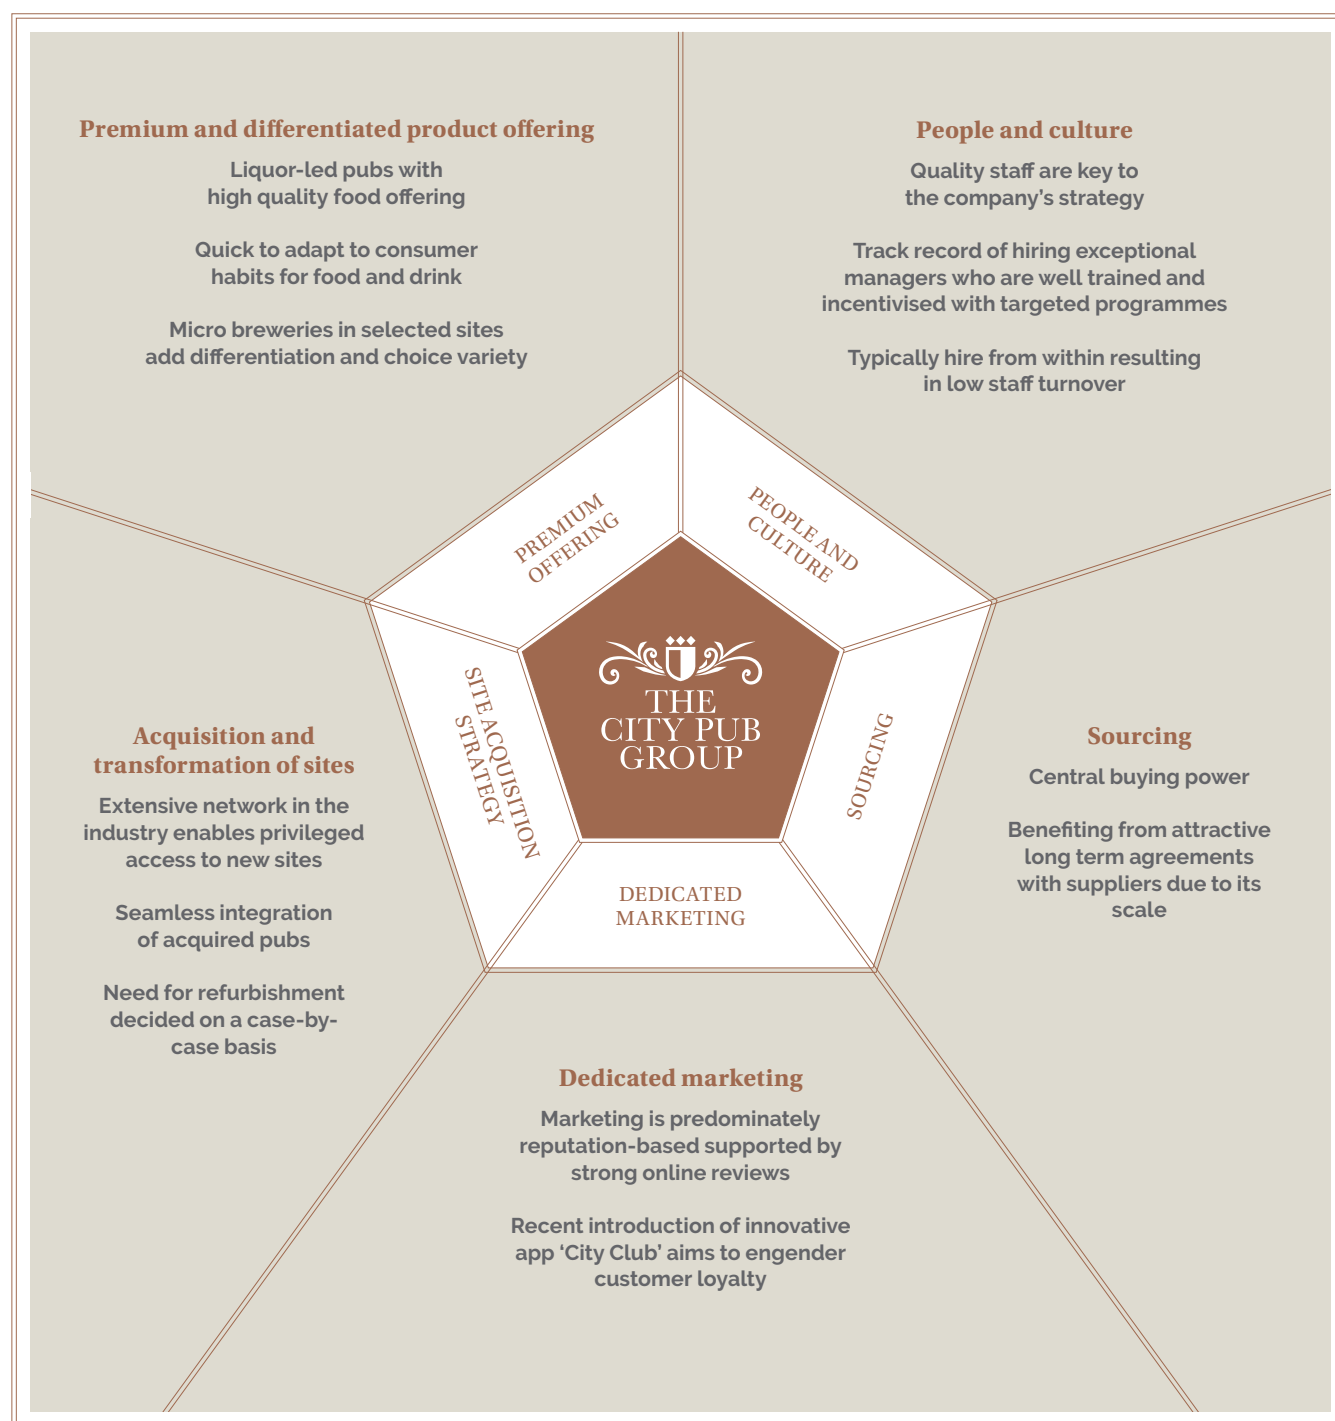 Premium and differentiated product offering
Liquor-led pubs with
high quality food offering
Quick to adapt to consumer
habits for food and drink
Micro breweries in selected sites
add differentiation and choice variety
People and culture
Quality staff are key to
the company’s strategy
Track record of hiring exceptional
managers who are well trained and
incentivised with targeted programmes
Typically hire from within resulting
in low staff turnover
PREMIUM
OFFERING
PEOPLE AND
CULTURE
SITE ACQUISITION
STRATEGY
THE
CITY PUB
GROUP
SOURCING
DEDICATED
MARKETING
Acquisition and
transformation of sites
Extensive network in the
industry enables privileged
access to new sites
Seamless integration
of acquired pubs
Need for refurbishment
decided on a case-by-
case basis
Sourcing
Central buying power
Benefiting from attractive
long term agreements
with suppliers due to its
scale
Dedicated marketing
Marketing is predominately
reputation-based supported by
strong online reviews
Recent introduction of innovative
app ‘City Club’ aims to engender
customer loyalty